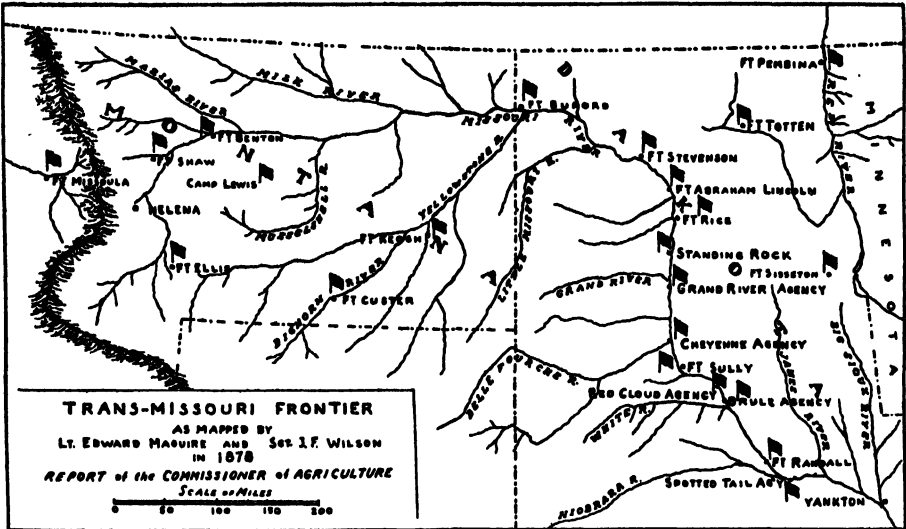 FT PEMBINA
MARIAS RIVER
MILK RIVER
RED RIVER
MINNESOTA
MONTANA
DAKOTA
FT BENTON
FT BUFORD
MISSOURI RIVER
FT TOTTEN
FT SHAW
FT STEVENSON
FT MISSOULA
CAMP LEWIS
MUSSELSHELL R.
YELLOWSTONE R.
LITTLE MISSOURI R.
FT ABRAHAM LINCOLN
HELENA
FT RICE
FT KEOGH
FT ELLIS
STANDING ROCK
FT SISSETON
GRAND RIVER
GRAND RIVER AGENCY
BIGHORN RIVER
FT CUSTER
JAMES RIVER
BIG SIOUX RIVER
CHEYENNE AGENCY
FT SULLY
BELLE FOURCHE R.
RED CLOUD AGENCY
BRULE AGENCY
WHITE R.
FT RANDALL
SPOTTED TAIL AGY
YANKTON
NIOBRARA R.
TRANS-MISSOURI FRONTIER
AS MAPPED BY
LT. EDWARD MAGUIRE AND SGT J.F. WILSON
IN 1878
REPORT of the COMMISSIONER of AGRICULTURE
SCALE OF MILES
0 50 100 150 200